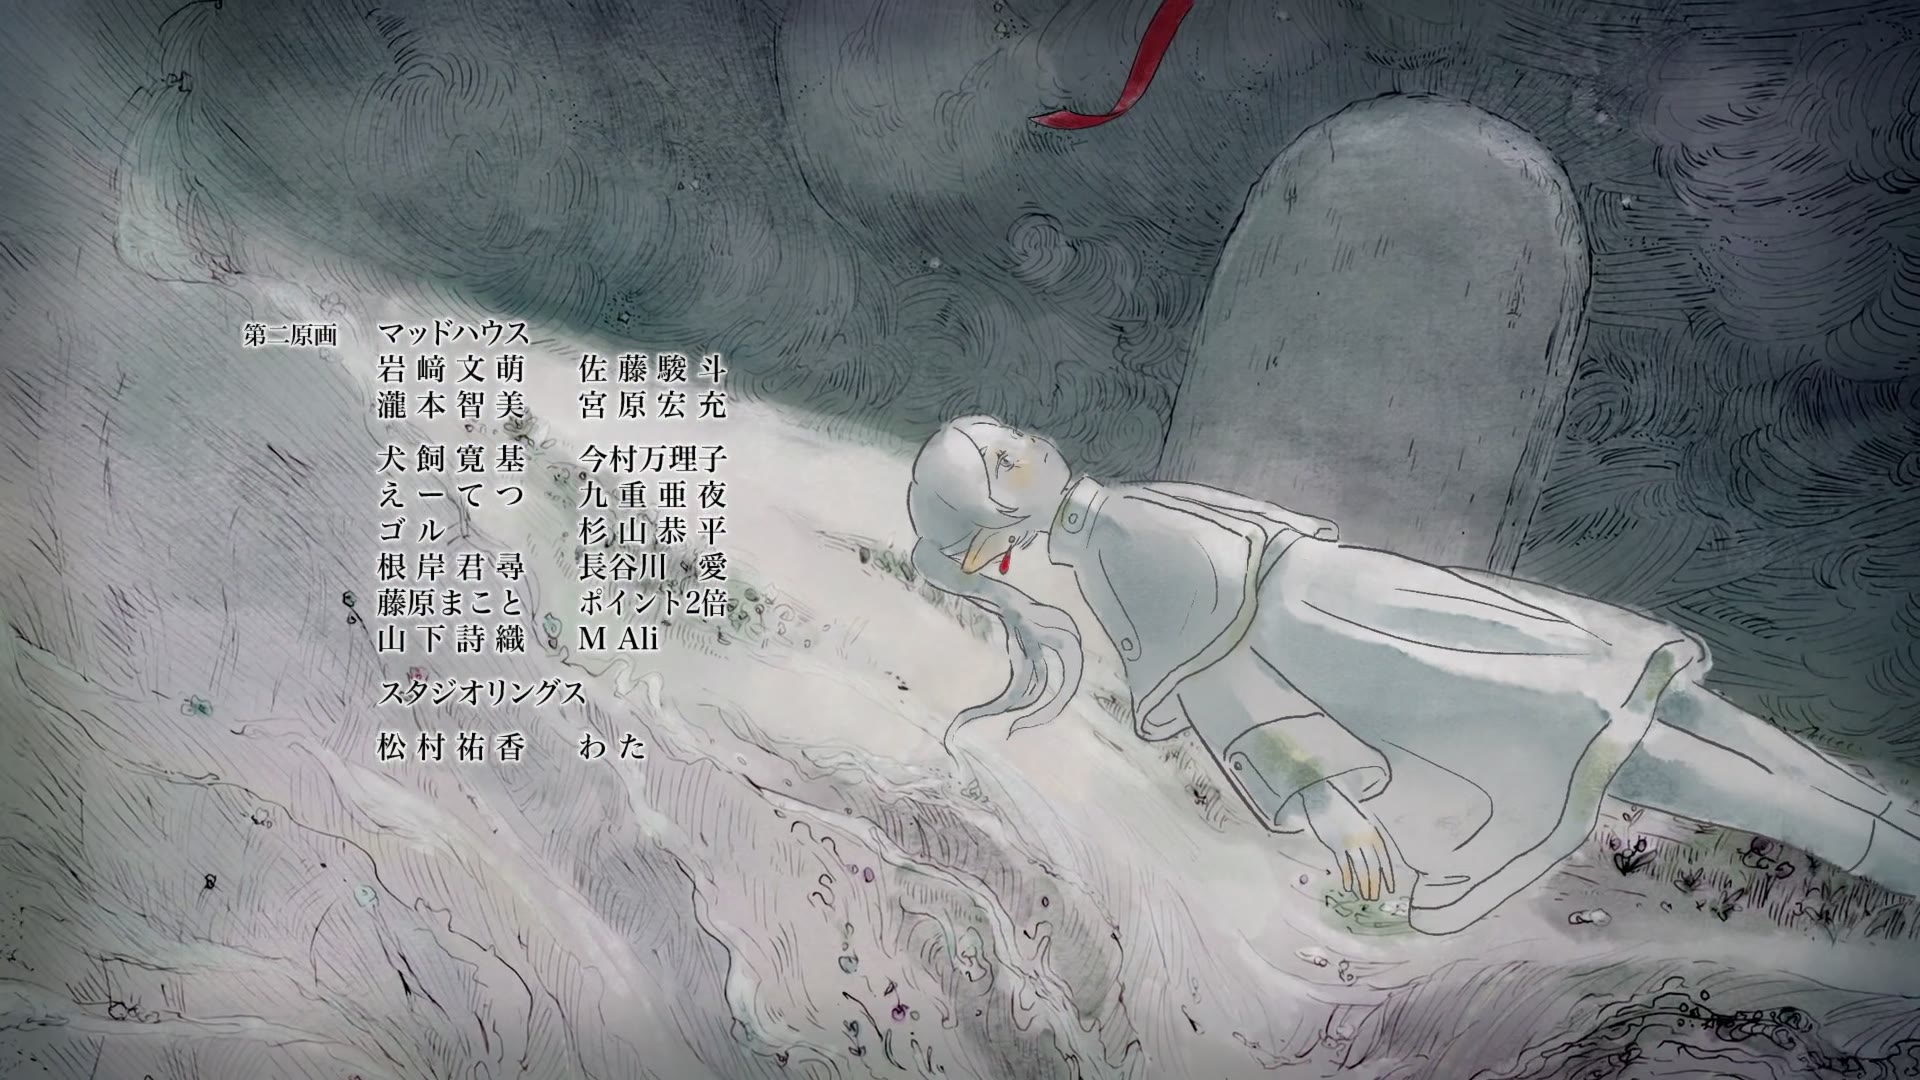 第二原画 マッドハウス
岩﨑文萌 佐藤駿斗
瀧本智美 宮原宏充
犬飼寛基 今村万理子
えーてつ 九重亜夜
ゴル 杉山恭平
根岸君尋 長谷川 愛
藤原まこと ポイント2倍
山下詩織 M Ali
スタジオリングス
松村祐香 わた